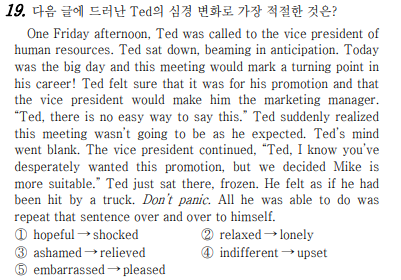 19. 다음 글에 드러난 Ted의 심경 변화로 가장 적절한 것은?
One Friday afternoon, Ted was called to the vice president of
human resources. Ted sat down, beaming in anticipation. Today
was the big day and this meeting would mark a turning point in
his career! Ted felt sure that it was for his promotion and that
the vice president would make him the marketing manager.
“Ted, there is no easy way to say this.” Ted suddenly realized
this meeting wasn’t going to be as he expected. Ted’s mind
went blank. The vice president continued, “Ted, I know you’ve
desperately wanted this promotion, but we decided Mike is
more suitable.” Ted just sat there, frozen. He felt as if he had
been hit by a truck. Don’t panic. All he was able to do was
repeat that sentence over and over to himself.
① hopeful → shocked ② relaxed → lonely
③ ashamed → relieved ④ indifferent → upset
⑤ embarrassed → pleased